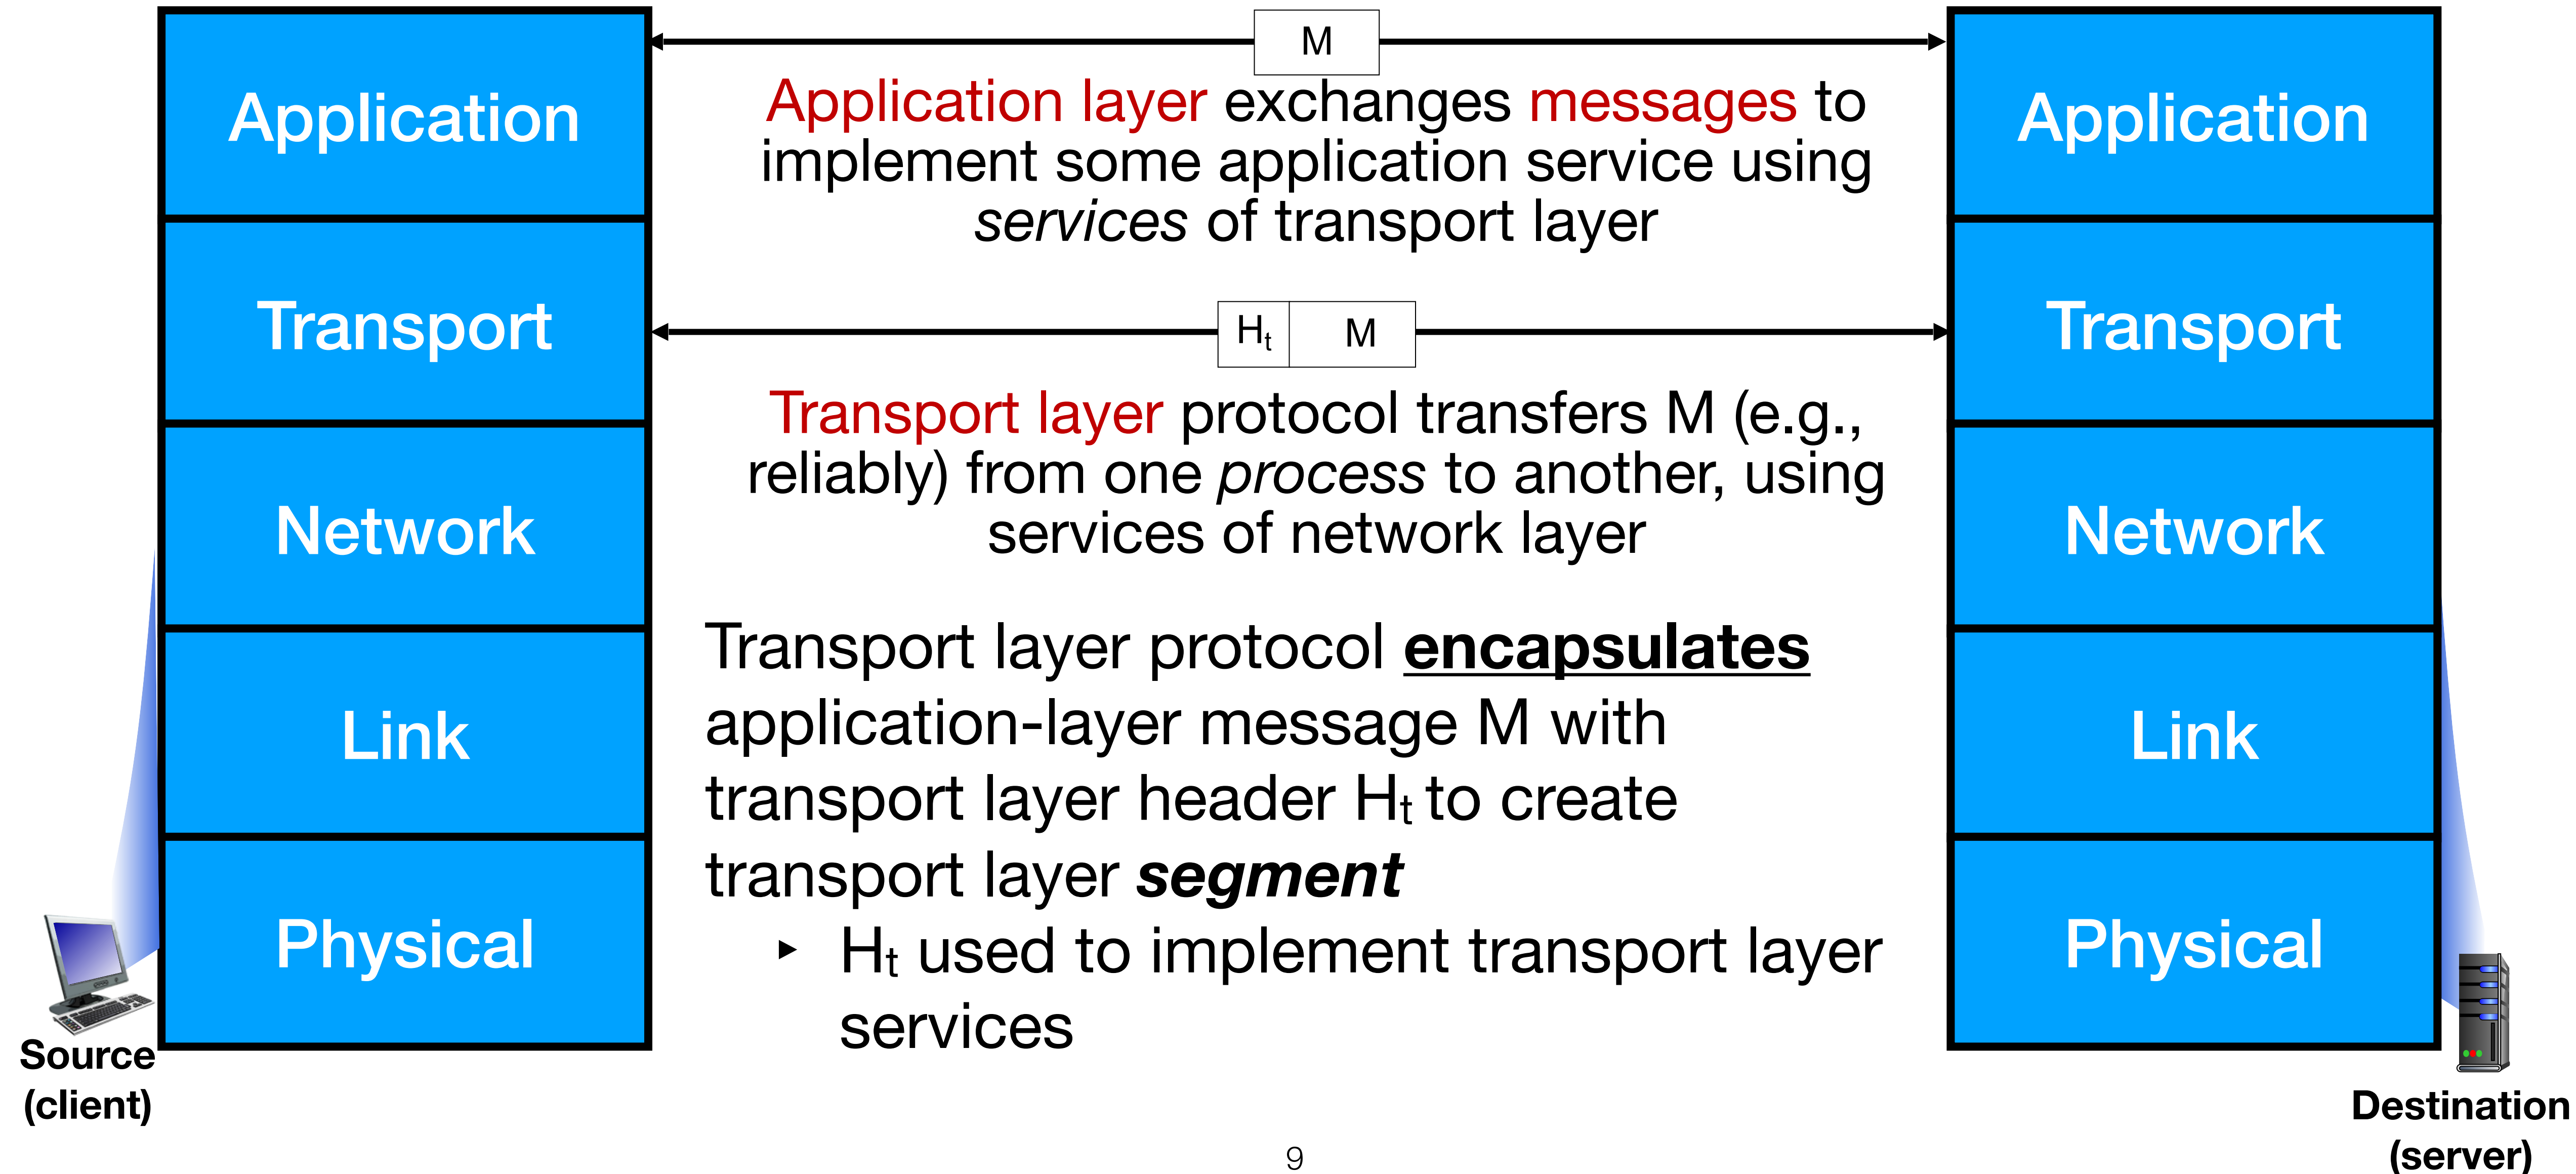 Application
Transport
Network
Link
Physical
Source
(client)
M
Application layer exchanges messages to
implement some application service using
services of transport layer
Ht M
Transport layer protocol transfers M (e.g.,
reliably) from one process to another, using
services of network layer
Transport layer protocol encapsulates
application-layer message M with
transport layer header Ht to create
transport layer segment
‣ Ht used to implement transport layer
services
Application
Transport
Network
Link
Physical
Destination
(server)
9